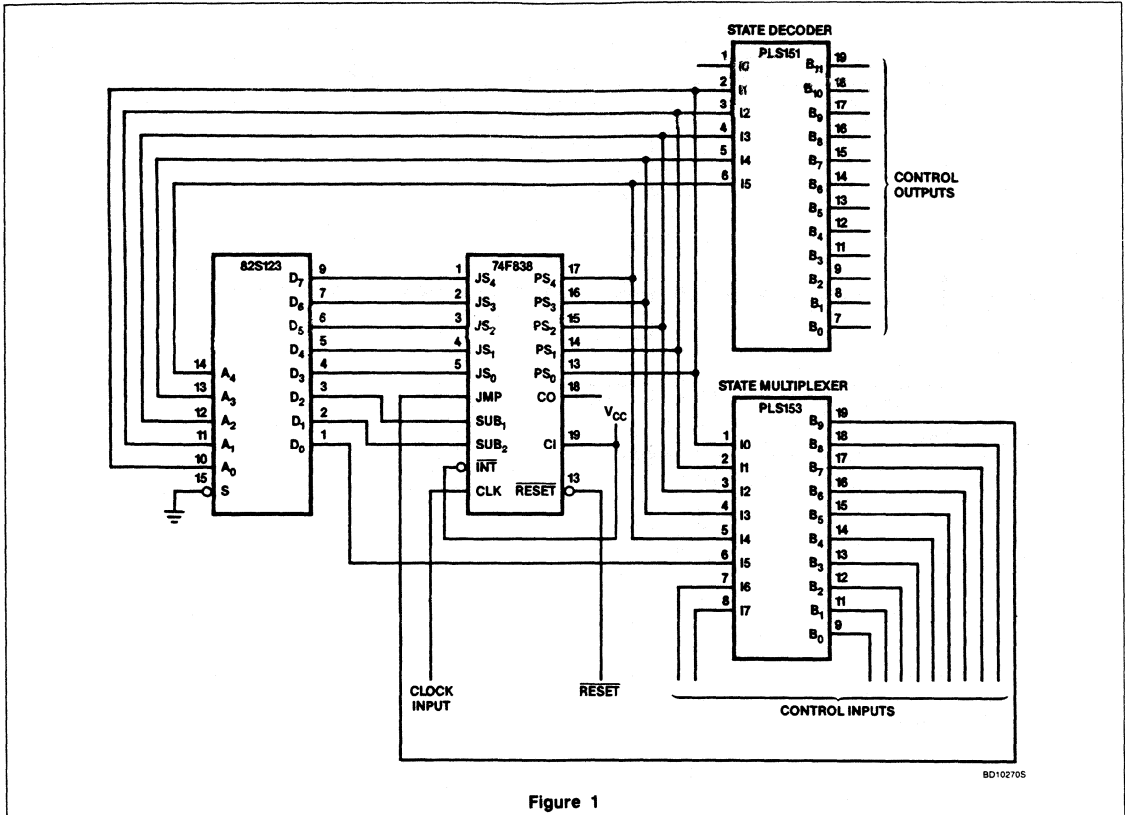 STATE DECODER
PLS151
1 I0 B11 19
2 I1 B10 18
3 I2 B9 17
4 I3 B8 16
5 I4 B7 15
6 I5 B6 14
B5 13
B4 12
B3 11
B2 9
B1 8
B0 7
CONTROL
OUTPUTS
82S123
D7 9
D6 7
D5 6
D4 5
14 A4 D3 4
13 A3 D2 3
12 A2 D1 2
11 A1 D0 1
10 A0
15 S
74F838
1 JS4 PS4 17
2 JS3 PS3 16
3 JS2 PS2 15
4 JS1 PS1 14
5 JS0 PS0 13
JMP CO 18
SUB1
SUB2 CI 19
INT
CLK RESET 13
VCC
STATE MULTIPLEXER
PLS153
B9 19
1 I0 B8 18
2 I1 B7 17
3 I2 B6 16
4 I3 B5 15
5 I4 B4 14
6 I5 B3 13
7 I6 B2 12
8 I7 B1 11
B0 9
CLOCK
INPUT
RESET
CONTROL INPUTS
BD10270S
Figure 1